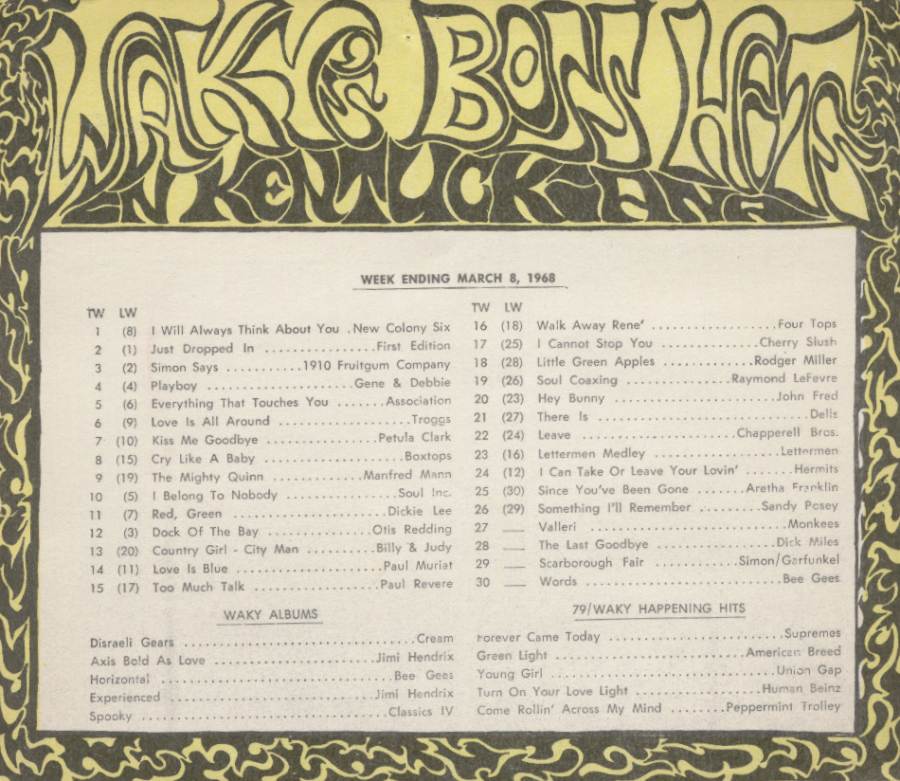 WAKY BOSS HITS
IN KENTUCKIANA
WEEK ENDING MARCH 8, 1968
TW LW
1 (8) I Will Always Think About You . New Colony Six
2 (1) Just Dropped In ............. First Edition
3 (2) Simon Says .......... 1910 Fruitgum Company
4 (4) Playboy .................... Gene & Debbie
5 (6) Everything That Touches You ....... Association
6 (9) Love Is All Around .................. Troggs
7 (10) Kiss Me Goodbye ............... Petula Clark
8 (15) Cry Like A Baby ................... Boxtops
9 (19) The Mighty Quinn ............ Manfred Mann
10 (5) I Belong To Nobody ............... Soul Inc.
11 (7) Red, Green .................... Dickie Lee
12 (3) Dock Of The Bay .............. Otis Redding
13 (20) Country Girl - City Man .......... Billy & Judy
14 (11) Love Is Blue .................. Paul Muriat
15 (17) Too Much Talk ................. Paul Revere
TW LW
16 (18) Walk Away Rene' .................. Four Tops
17 (25) I Cannot Stop You .............. Cherry Slush
18 (28) Little Green Apples ............. Rodger Miller
19 (26) Soul Coaxing ................ Raymond LeFevre
20 (23) Hey Bunny ..................... John Fred
21 (27) There Is ............................ Dells
22 (24) Leave ..................... Chapperell Bros.
23 (16) Lettermen Medley ................. Lettermen
24 (12) I Can Take Or Leave Your Lovin' ....... Hermits
25 (30) Since You've Been Gone ....... Aretha Franklin
26 (29) Something I'll Remember ......... Sandy Posey
27 ___ Valleri ........................... Monkees
28 ___ The Last Goodbye ................ Dick Miles
29 ___ Scarborough Fair ............. Simon/Garfunkel
30 ___ Words ............................ Bee Gees
WAKY ALBUMS
Disraeli Gears ................................. Cream
Axis Bold As Love ...................... Jimi Hendrix
Horizontal ................................. Bee Gees
Experienced ............................ Jimi Hendrix
Spooky ................................... Classics IV
79/WAKY HAPPENING HITS
Forever Came Today ........................ Supremes
Green Light ........................... American Breed
Young Girl ................................ Union Gap
Turn On Your Love Light .................. Human Beinz
Come Rollin' Across My Mind ........ Peppermint Trolley